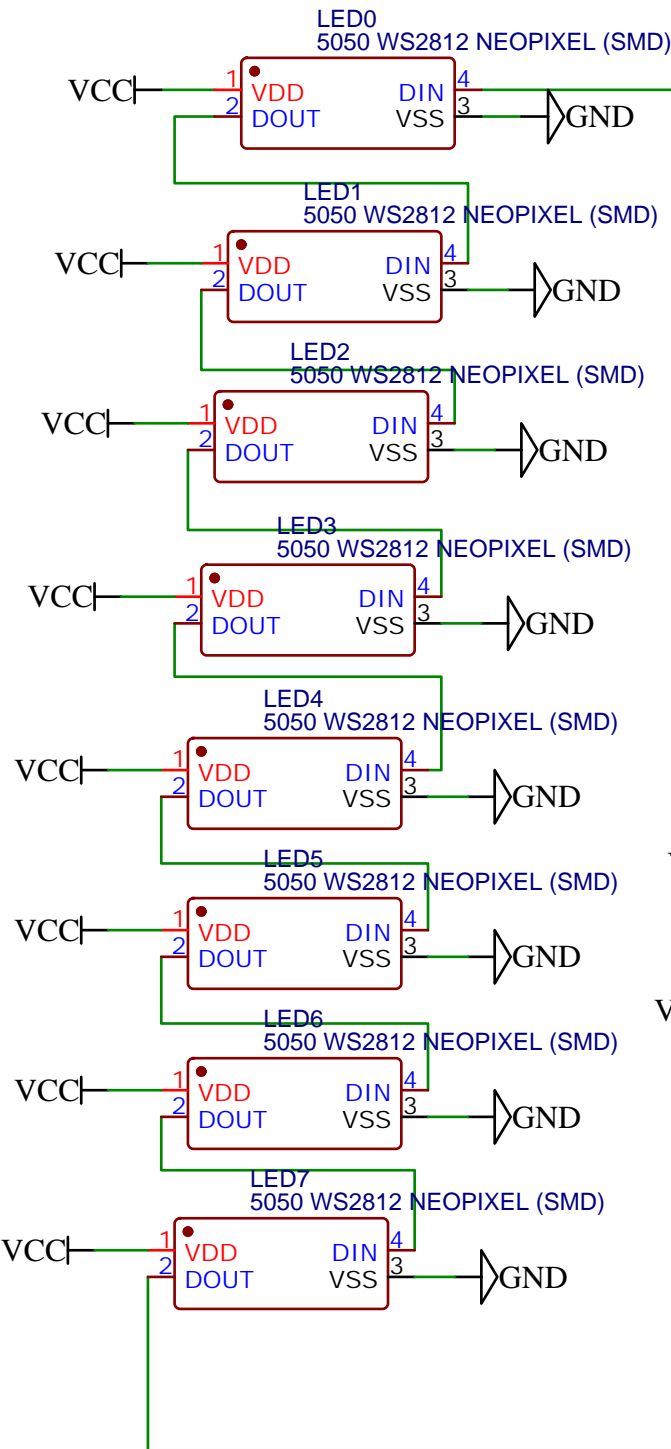 LED0
5050 WS2812 NEOPIXEL (SMD)
VCC 1 VDD DIN 4
2 DOUT VSS 3 GND
LED1
5050 WS2812 NEOPIXEL (SMD)
VCC 1 VDD DIN 4
2 DOUT VSS 3 GND
LED2
5050 WS2812 NEOPIXEL (SMD)
VCC 1 VDD DIN 4
2 DOUT VSS 3 GND
LED3
5050 WS2812 NEOPIXEL (SMD)
VCC 1 VDD DIN 4
2 DOUT VSS 3 GND
LED4
5050 WS2812 NEOPIXEL (SMD)
VCC 1 VDD DIN 4
2 DOUT VSS 3 GND
LED5
5050 WS2812 NEOPIXEL (SMD)
VCC 1 VDD DIN 4
2 DOUT VSS 3 GND
LED6
5050 WS2812 NEOPIXEL (SMD)
VCC 1 VDD DIN 4
2 DOUT VSS 3 GND
LED7
5050 WS2812 NEOPIXEL (SMD)
VCC 1 VDD DIN 4
2 DOUT VSS 3 GND